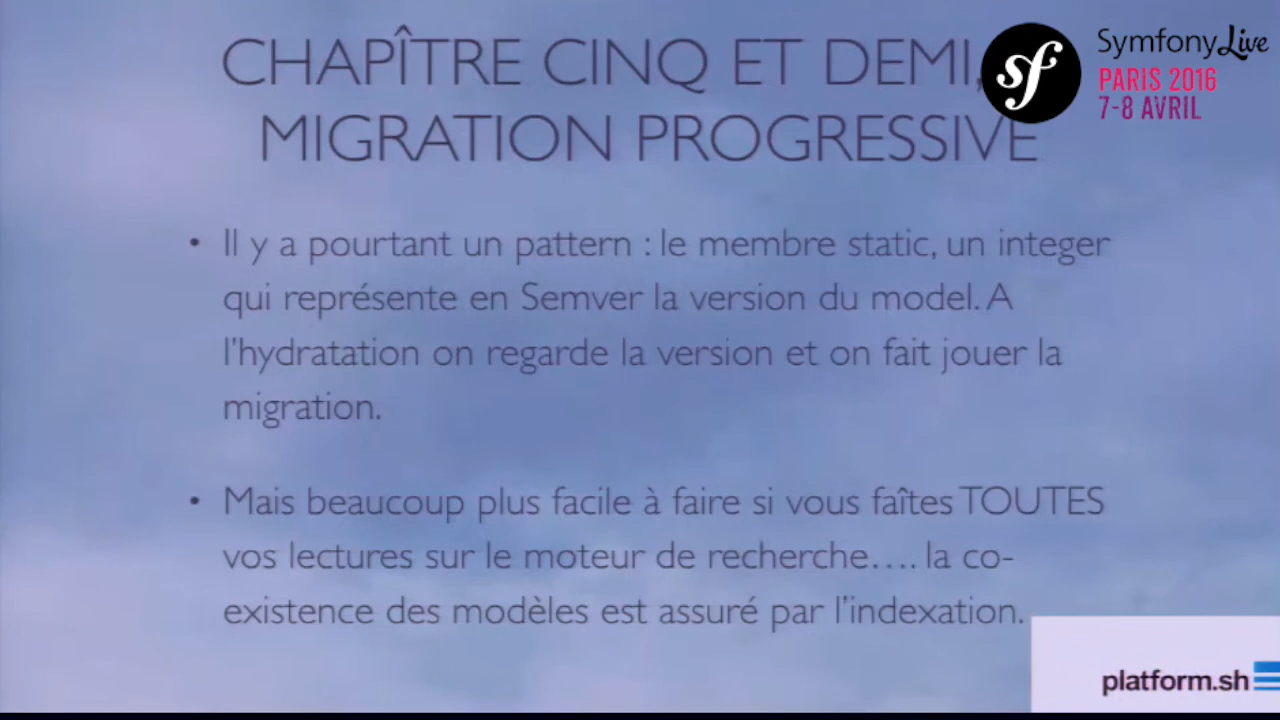 CHAPÎTRE CINQ ET DEMI,
MIGRATION PROGRESSIVE
sf
SymfonyLive
PARIS 2016
7-8 AVRIL
• Il y a pourtant un pattern : le membre static, un integer
qui représente en Semver la version du model. A
l'hydratation on regarde la version et on fait jouer la
migration.
• Mais beaucoup plus facile à faire si vous faîtes TOUTES
vos lectures sur le moteur de recherche…. la co-
existence des modèles est assuré par l'indexation.
platform.sh